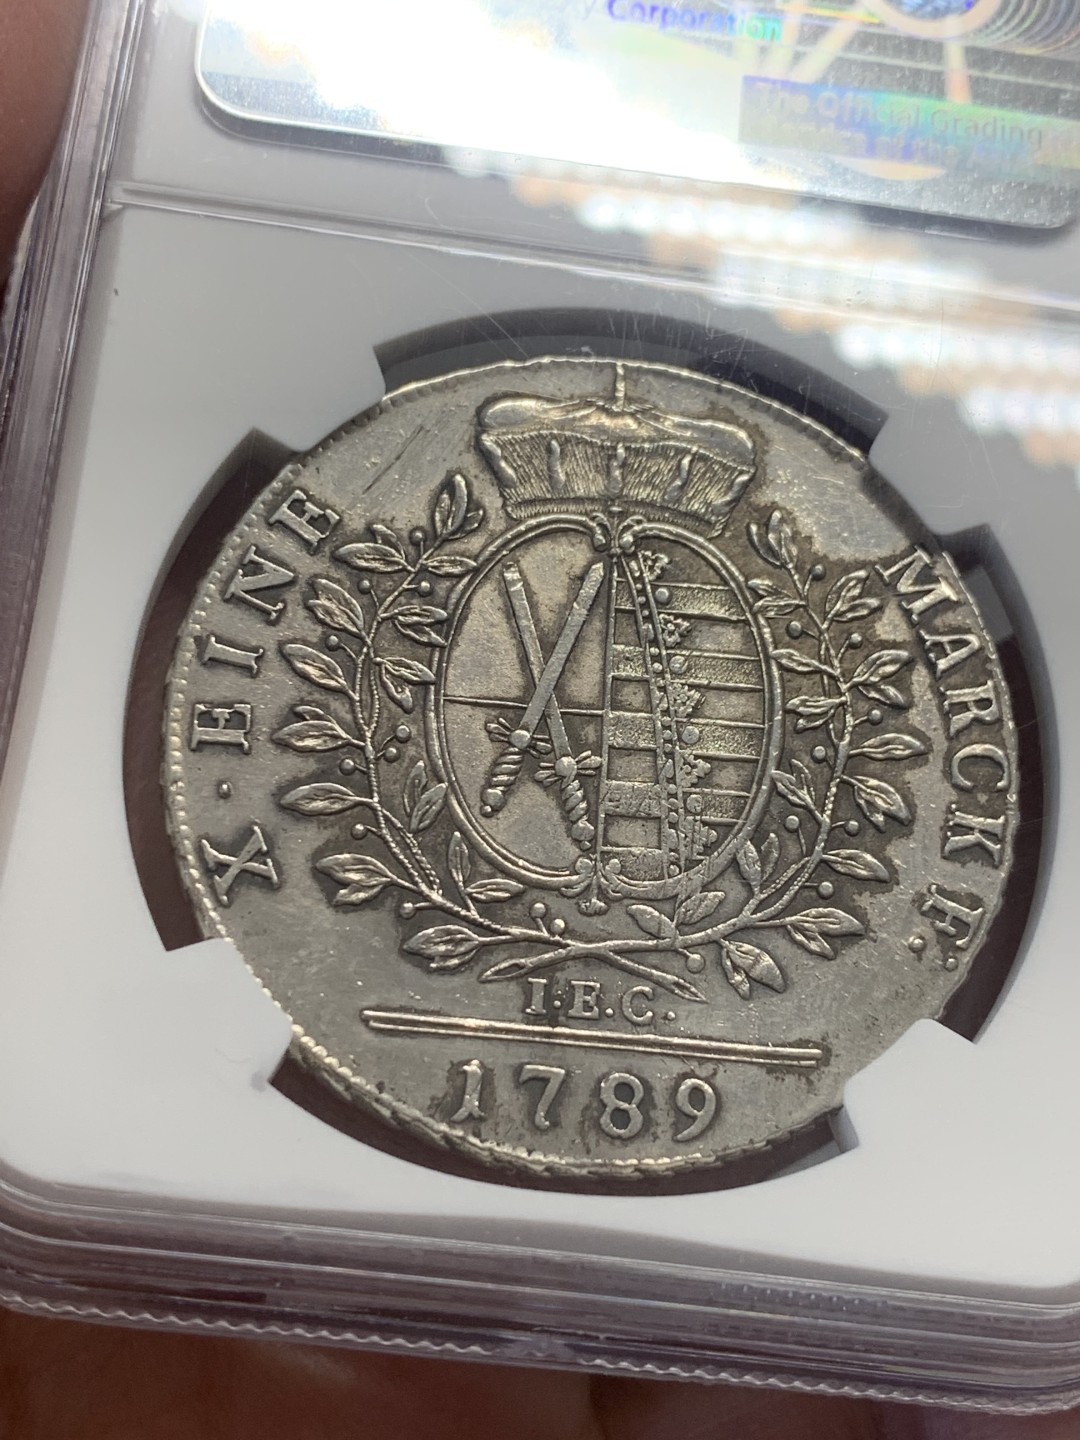 Corporation
The Official Grading
X·EINE MARCK F.
I.E.C.
1789